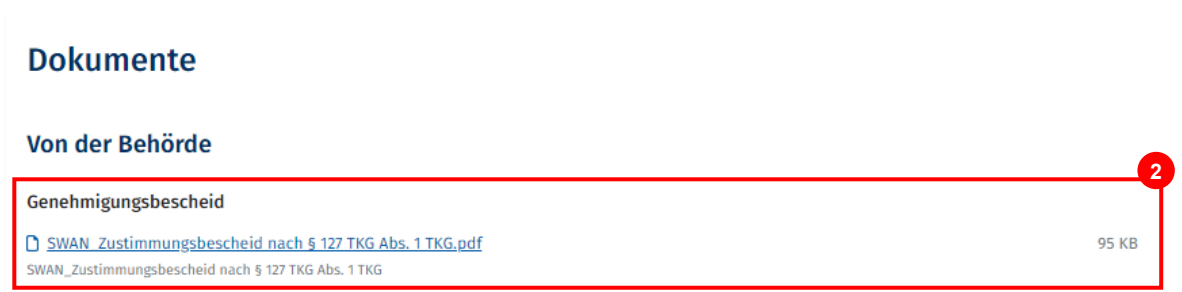 Dokumente
Von der Behörde
2
Genehmigungsbescheid
SWAN_Zustimmungsbescheid nach § 127 TKG Abs. 1 TKG.pdf 95 KB
SWAN_Zustimmungsbescheid nach § 127 TKG Abs. 1 TKG